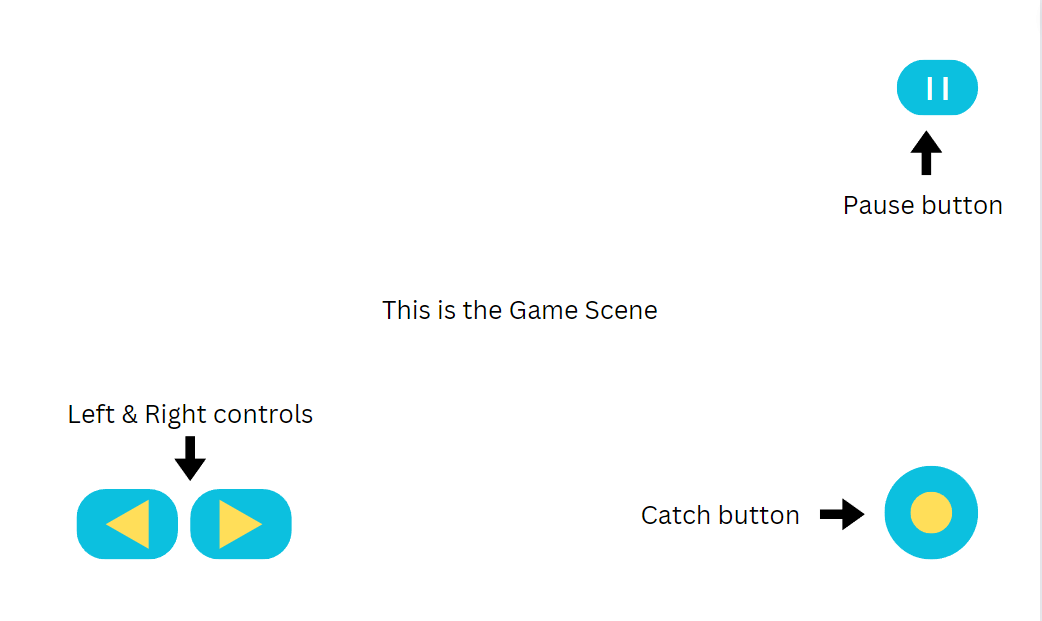 Pause button
This is the Game Scene
Left & Right controls
Catch button